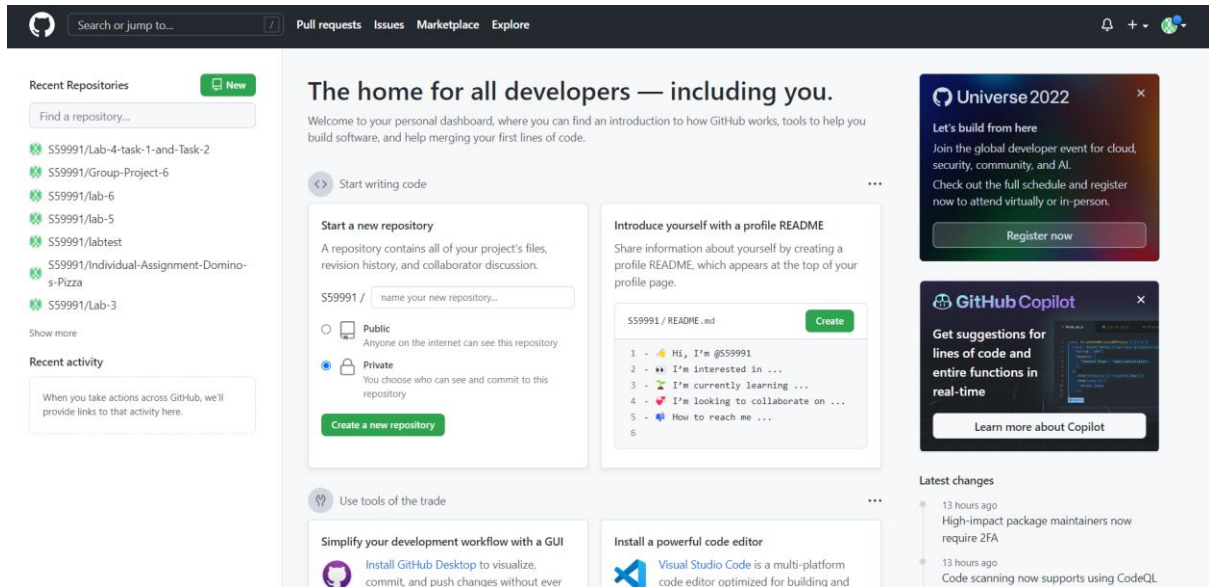 Search or jump to...
/
Pull requests Issues Marketplace Explore
Recent Repositories
New
Find a repository...
S59991/Lab-4-task-1-and-Task-2
S59991/Group-Project-6
S59991/lab-6
S59991/lab-5
S59991/labtest
S59991/Individual-Assignment-Domino-
s-Pizza
S59991/Lab-3
Show more
Recent activity
When you take actions across GitHub, we'll
provide links to that activity here.
The home for all developers — including you.
Welcome to your personal dashboard, where you can find an introduction to how GitHub works, tools to help you
build software, and help merging your first lines of code.
Start writing code
Start a new repository
A repository contains all of your project's files,
revision history, and collaborator discussion.
S59991 / name your new repository...
Public
Anyone on the internet can see this repository
Private
You choose who can see and commit to this
repository
Create a new repository
Introduce yourself with a profile README
Share information about yourself by creating a
profile README, which appears at the top of your
profile page.
S59991 / README.md
Create
1 - 👋 Hi, I'm @S59991
2 - 👀 I'm interested in ...
3 - 🌱 I'm currently learning ...
4 - 💞️ I'm looking to collaborate on ...
5 - 📫 How to reach me ...
6
Use tools of the trade
Simplify your development workflow with a GUI
Install GitHub Desktop to visualize,
commit, and push changes without ever
Install a powerful code editor
Visual Studio Code is a multi-platform
code editor optimized for building and
Universe 2022
Let's build from here
Join the global developer event for cloud,
security, community, and AI.
Check out the full schedule and register
now to attend virtually or in-person.
Register now
GitHub Copilot
Get suggestions for
lines of code and
entire functions in
real-time
Learn more about Copilot
Latest changes
13 hours ago
High-impact package maintainers now
require 2FA
13 hours ago
Code scanning now supports using CodeQL